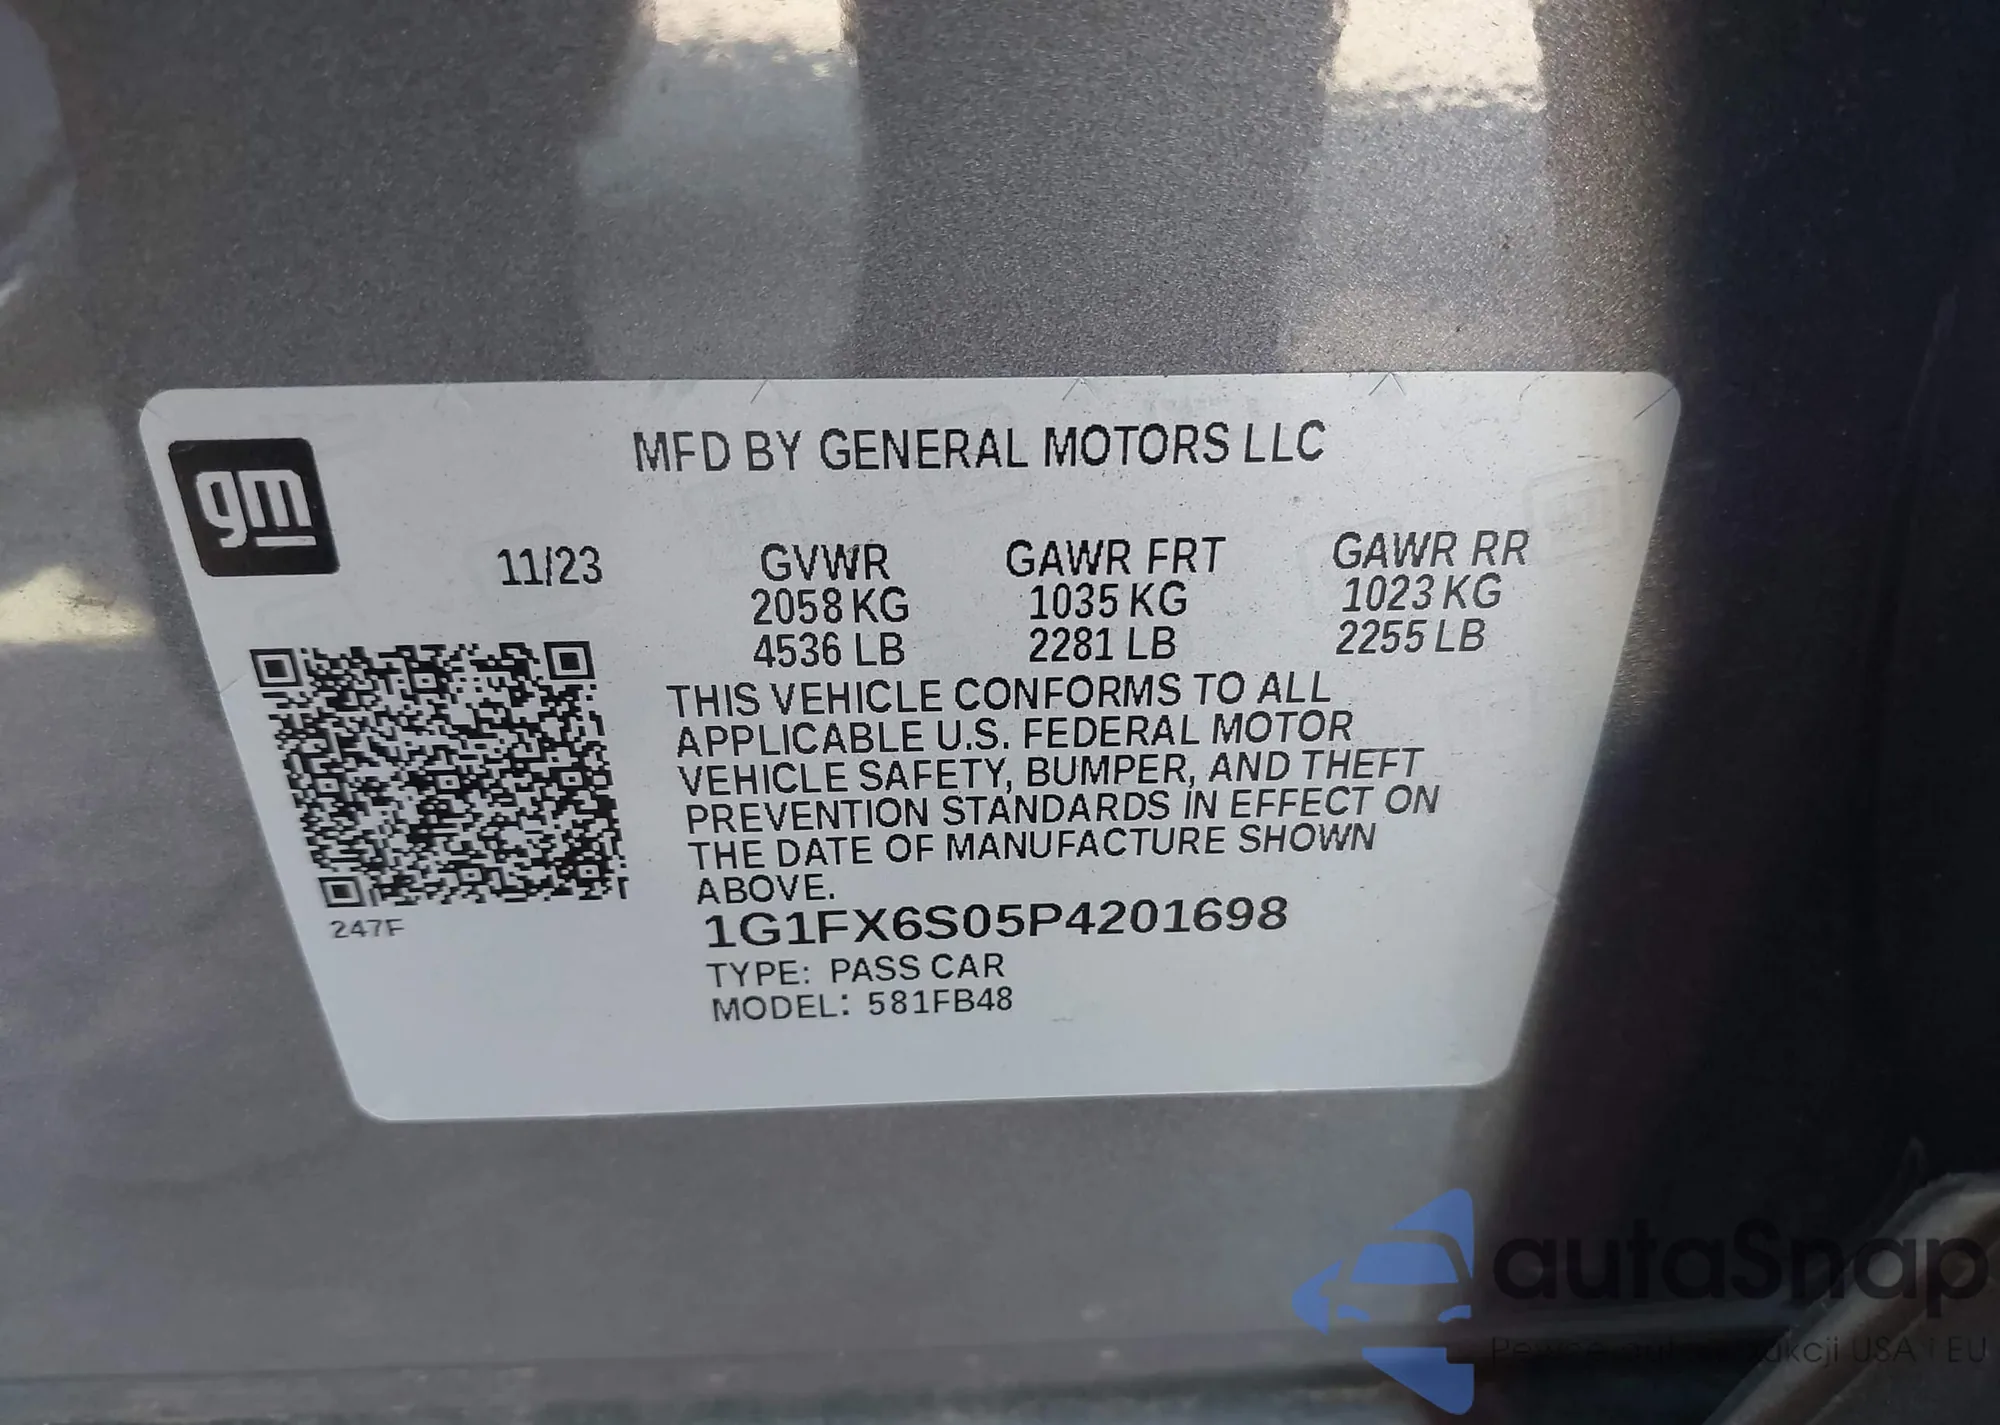 gm
MFD BY GENERAL MOTORS LLC
11/23
GVWR
2058 KG
4536 LB
GAWR FRT
1035 KG
2281 LB
GAWR RR
1023 KG
2255 LB
THIS VEHICLE CONFORMS TO ALL
APPLICABLE U.S. FEDERAL MOTOR
VEHICLE SAFETY, BUMPER, AND THEFT
PREVENTION STANDARDS IN EFFECT ON
THE DATE OF MANUFACTURE SHOWN
ABOVE.
247F
1G1FX6S05P4201698
TYPE: PASS CAR
MODEL: 581FB48
autaSnap
USA i EU